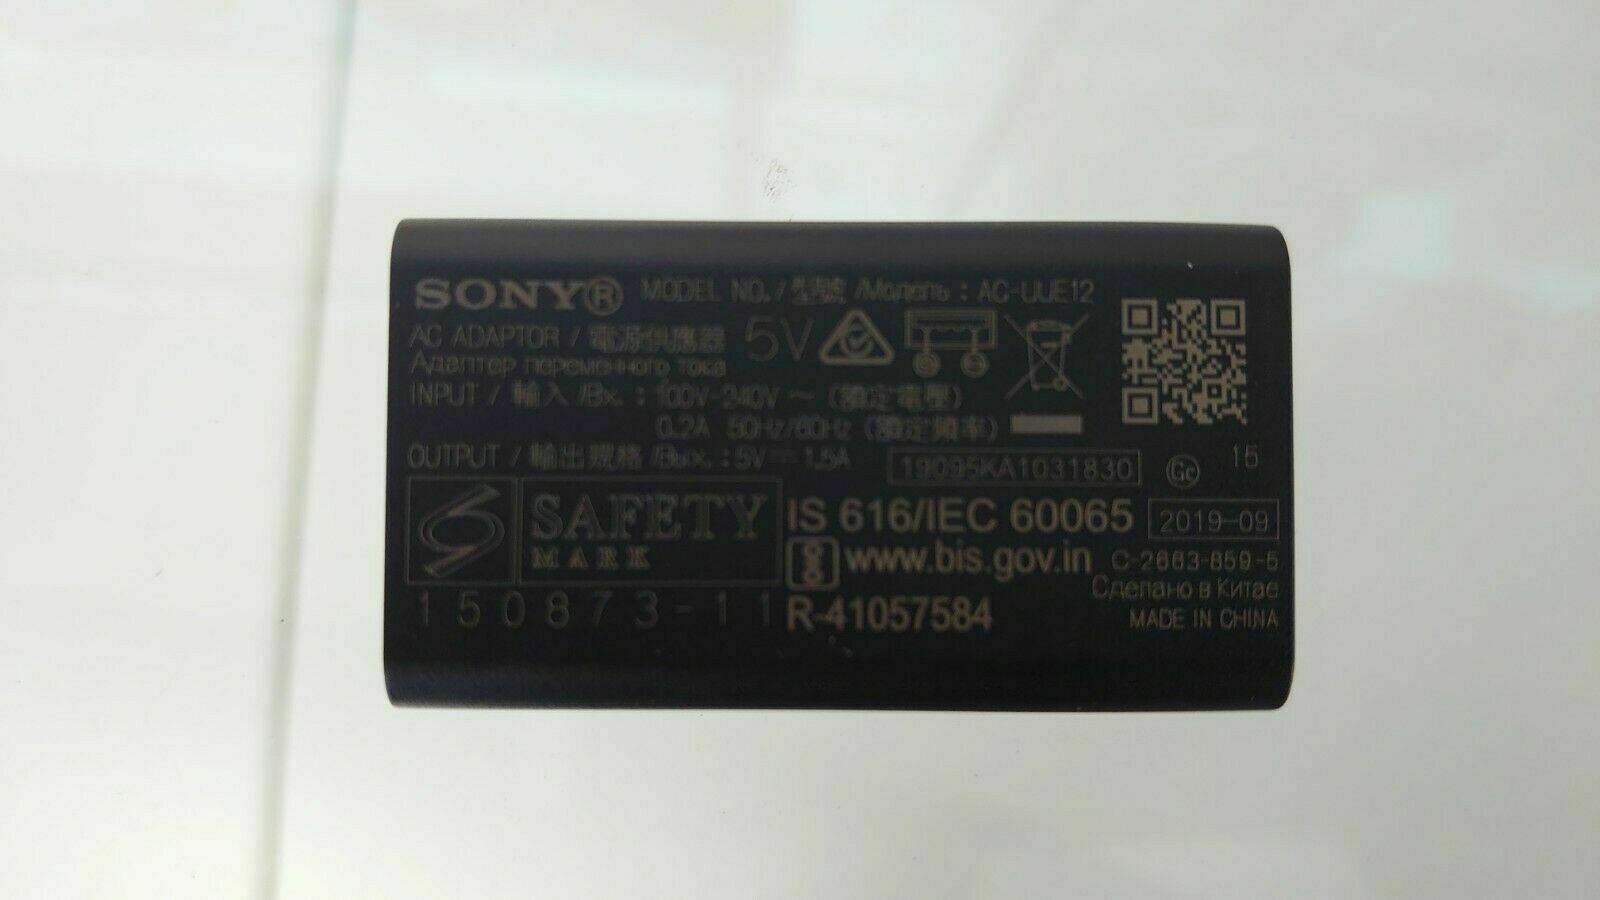 SONY® MODEL NO./型號/Модель : AC-UUE12
AC ADAPTOR / 電源供應器 5V
Адаптер переменного тока
INPUT / 輸入 /Вх. : 100V-240V ~ (額定電壓)
0.2A 50Hz/60Hz (額定頻率)
OUTPUT / 輸出規格 /Вых. : 5V ⎓ 1.5A
19095KA1031830
15
SAFETY
MARK
150873-11
IS 616/IEC 60065
www.bis.gov.in
R-41057584
2019-09
C-2663-859-5
Сделано в Китае
MADE IN CHINA